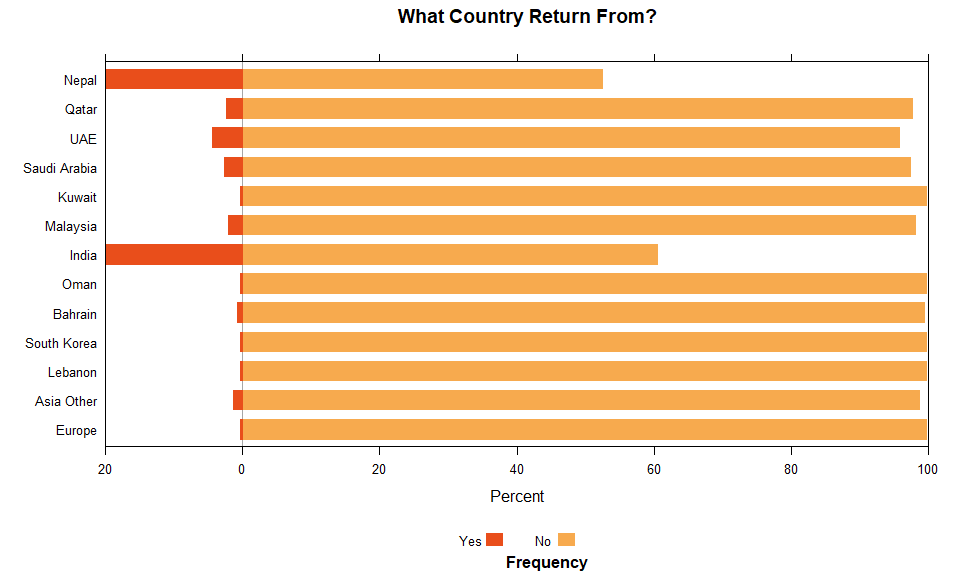 What Country Return From?
Nepal
Qatar
UAE
Saudi Arabia
Kuwait
Malaysia
India
Oman
Bahrain
South Korea
Lebanon
Asia Other
Europe
20 0 20 40 60 80 100
Percent
Yes No
Frequency